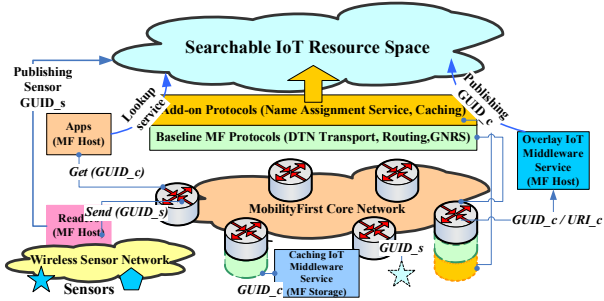 Searchable IoT Resource Space
Publishing
Sensor
GUID_s
Lookup
service
Publishing
GUID_c
Add-on Protocols (Name Assignment Service, Caching)
Apps
(MF Host)
Baseline MF Protocols (DTN Transport, Routing,GNRS)
Overlay IoT
Middleware
Service
(MF Host)
Get (GUID_c)
Send (GUID_s)
(MF Host)
MobilityFirst Core Network
GUID_c / URI_c
Wireless Sensor Network
GUID_s
Caching IoT
Middleware
Service
(MF Storage)
Sensors
GUID_c